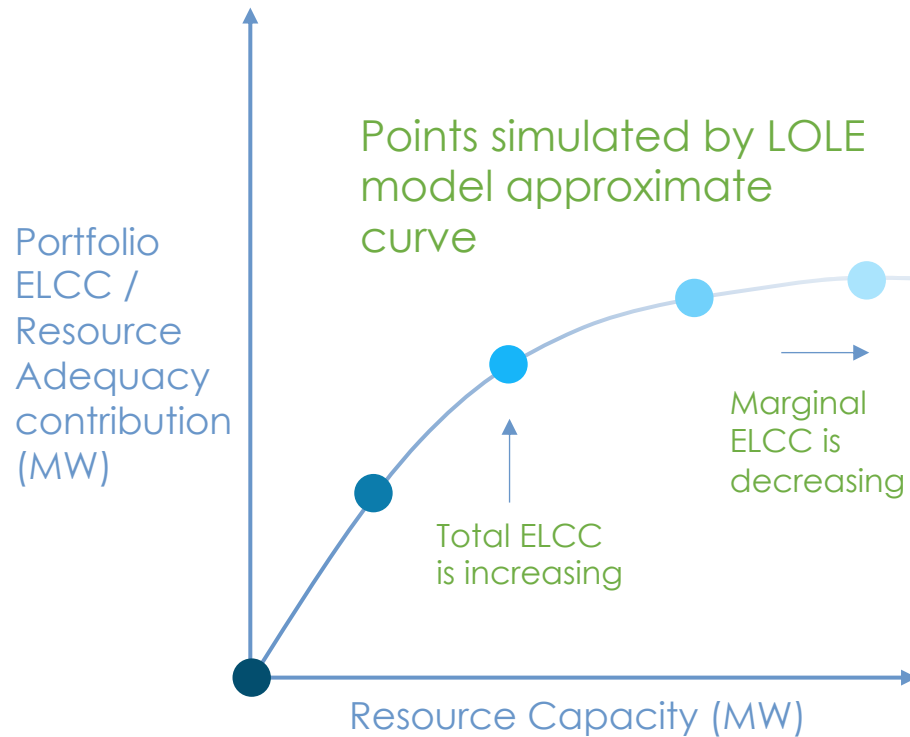 Points simulated by LOLE
model approximate
curve
Portfolio
ELCC /
Resource
Adequacy
contribution
(MW)
Marginal
ELCC is
decreasing
Total ELCC
is increasing
Resource Capacity (MW)